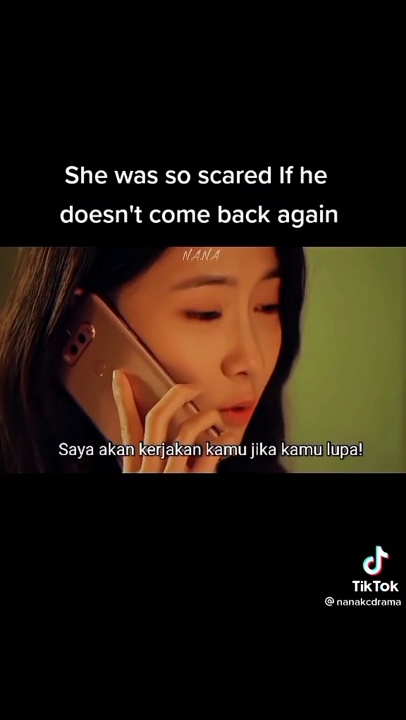 She was so scared If he
doesn't come back again
N.A.N.A
Saya akan kerjakan kamu jika kamu lupa!
TikTok
@ nanakcdrama